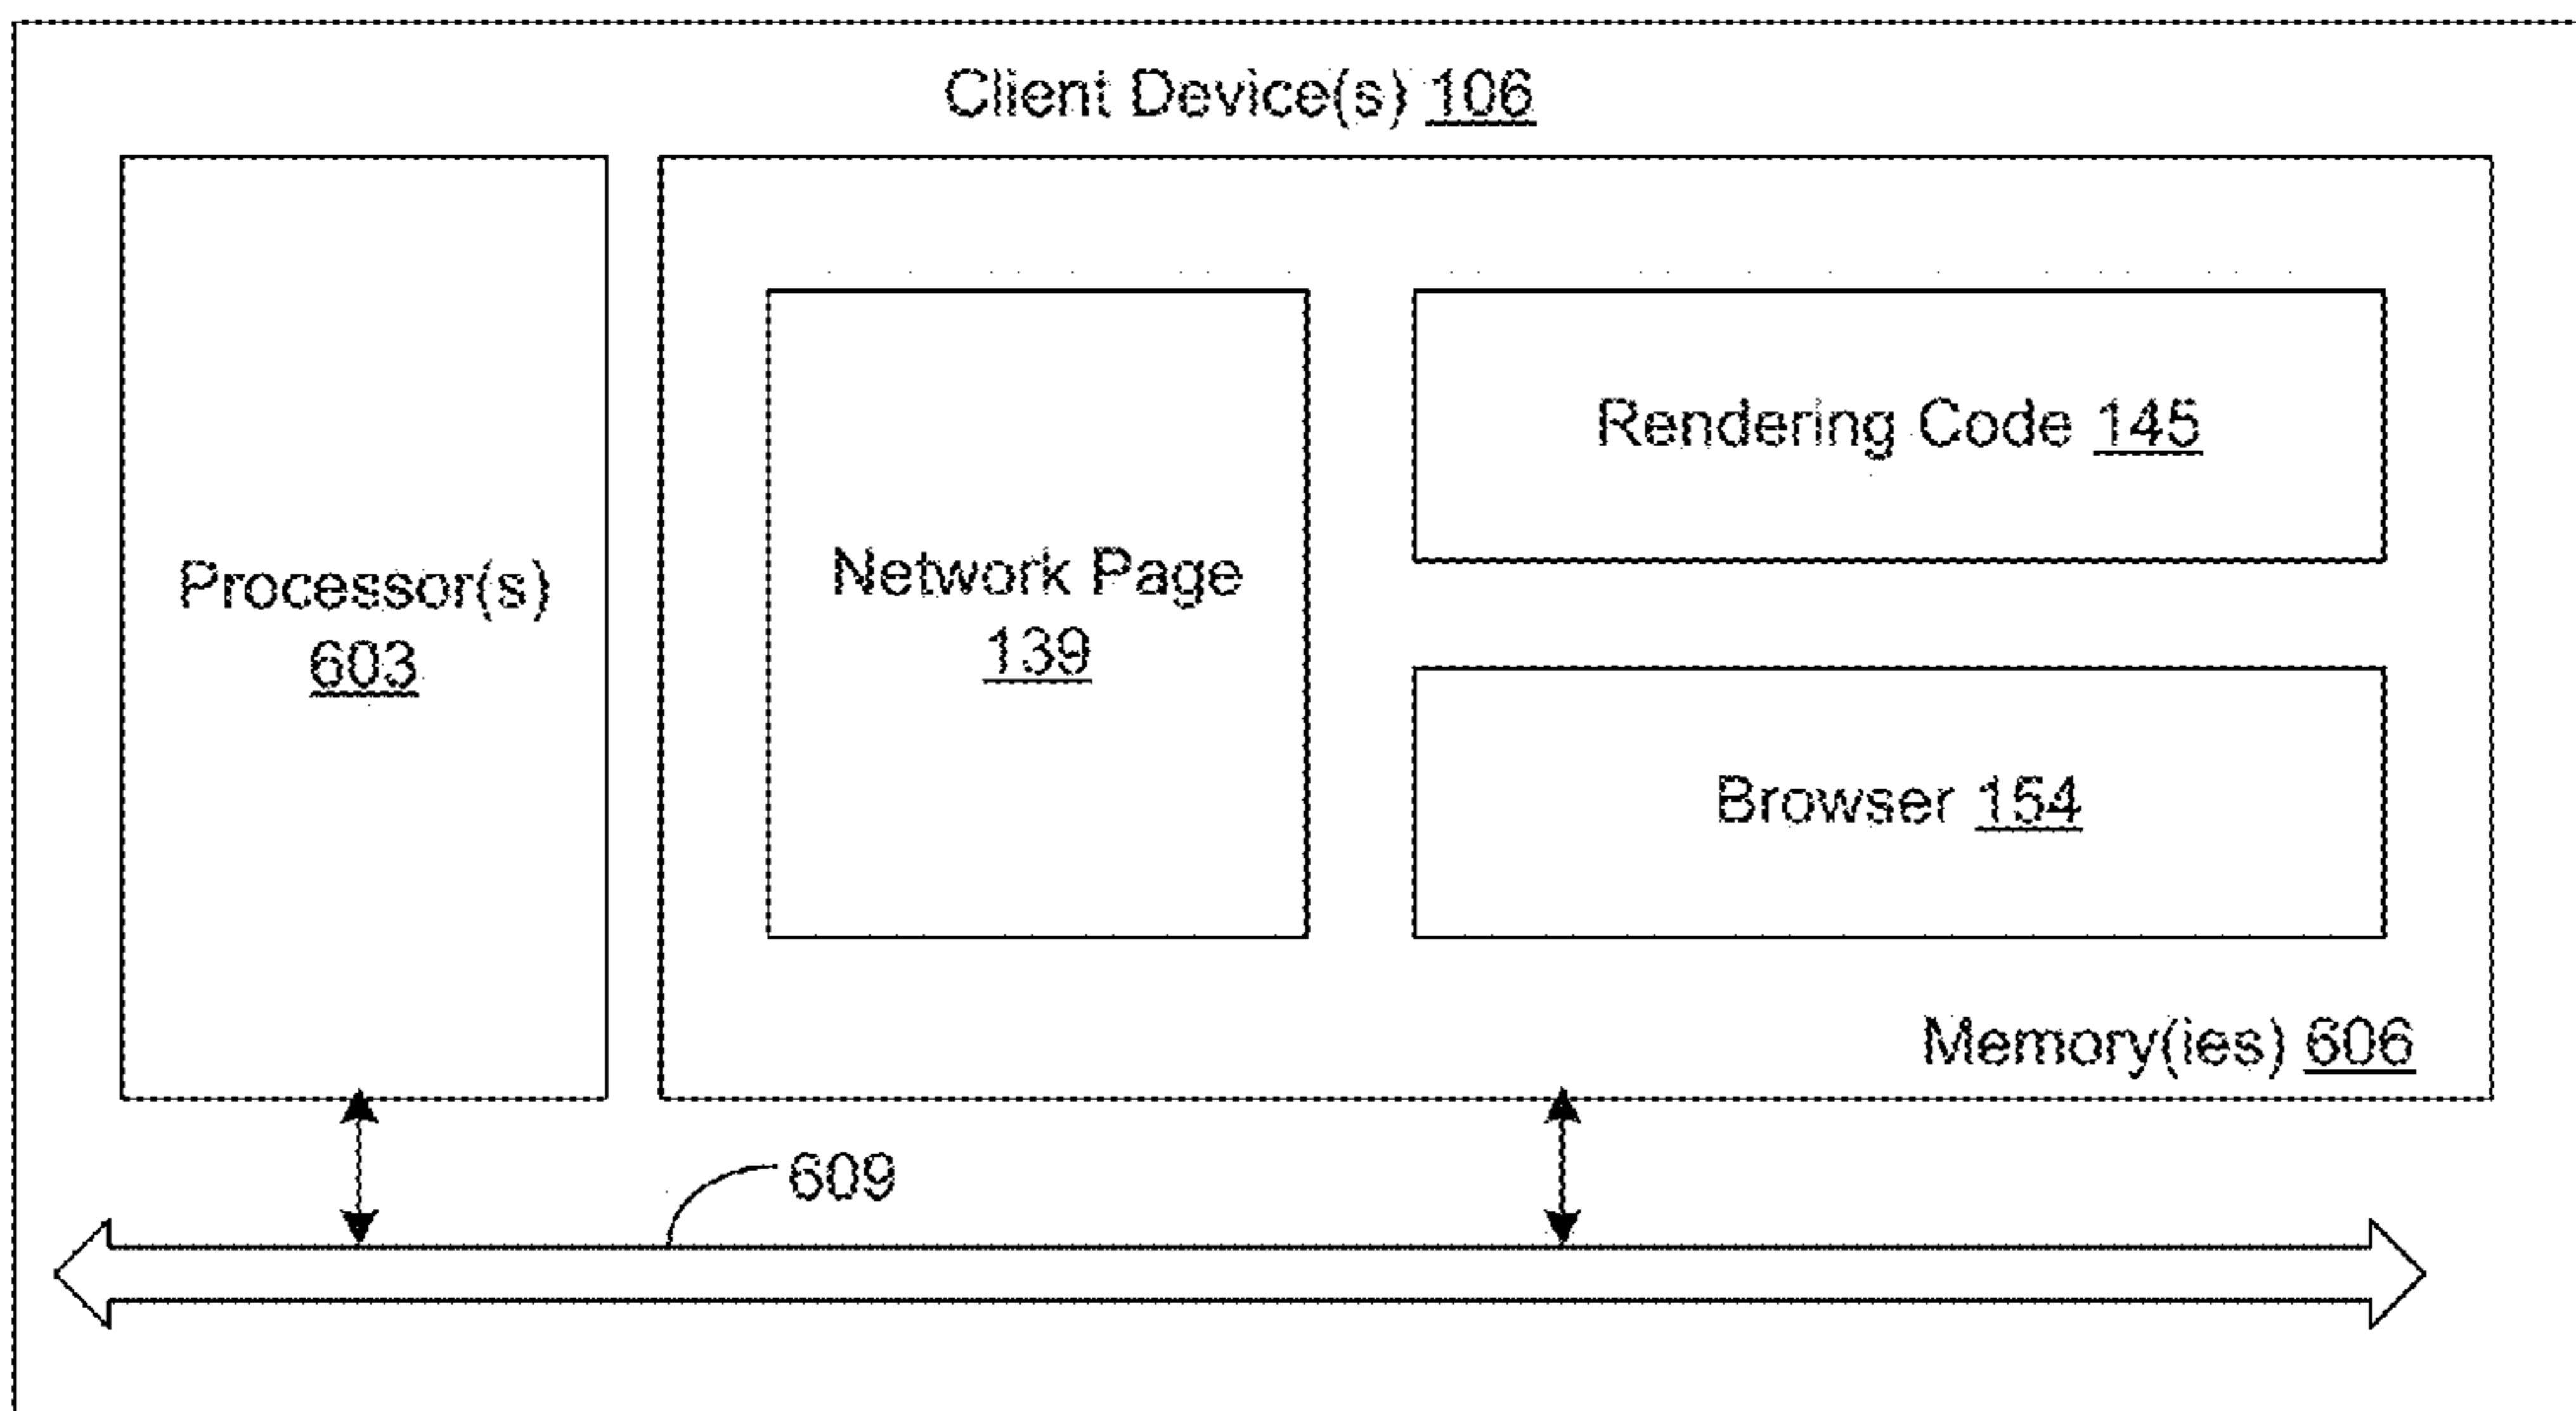 Client Device(s) 106
Processor(s)
603
Network Page
139
Rendering Code 145
Browser 154
Memory(ies) 606
609